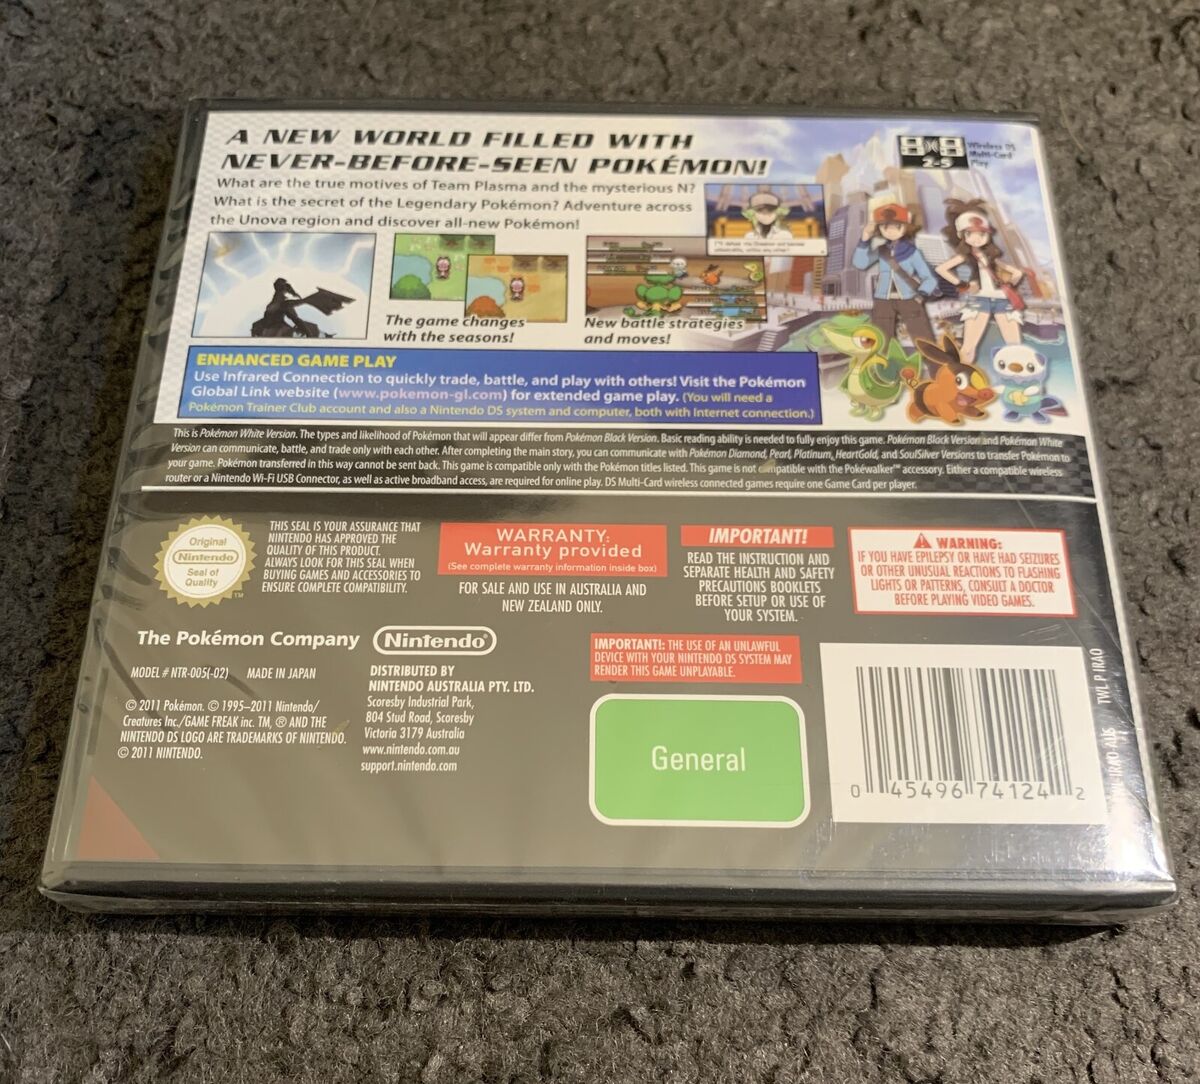 A NEW WORLD FILLED WITH
NEVER-BEFORE-SEEN POKÉMON!
What are the true motives of Team Plasma and the mysterious N?
What is the secret of the Legendary Pokémon? Adventure across
the Unova region and discover all-new Pokémon!
2-5
Wireless DS
Multi-Card
Play
The game changes
with the seasons!
New battle strategies
and moves!
ENHANCED GAME PLAY
Use Infrared Connection to quickly trade, battle, and play with others! Visit the Pokémon
Global Link website (www.pokemon-gl.com) for extended game play. (You will need a
Pokémon Trainer Club account and also a Nintendo DS system and computer, both with Internet connection.)
This is Pokémon White Version. The types and likelihood of Pokémon that will appear differ from Pokémon Black Version. Basic reading ability is needed to fully enjoy this game. Pokémon Black Version and Pokémon White
Version can communicate, battle, and trade only with each other. After completing the main story, you can communicate with Pokémon Diamond, Pearl, Platinum, HeartGold, and SoulSilver Versions to transfer Pokémon to
your game. Pokémon transferred in this way cannot be sent back. This game is compatible only with the Pokémon titles listed. This game is not compatible with the Pokéwalker™ accessory. Either a compatible wireless
router or a Nintendo Wi-Fi USB Connector, as well as active broadband access, are required for online play. DS Multi-Card wireless connected games require one Game Card per player.
Original
Nintendo
Seal of
Quality
TM
THIS SEAL IS YOUR ASSURANCE THAT
NINTENDO HAS APPROVED THE
QUALITY OF THIS PRODUCT.
ALWAYS LOOK FOR THIS SEAL WHEN
BUYING GAMES AND ACCESSORIES TO
ENSURE COMPLETE COMPATIBILITY.
WARRANTY:
Warranty provided
(See complete warranty information inside box)
FOR SALE AND USE IN AUSTRALIA AND
NEW ZEALAND ONLY.
IMPORTANT!
READ THE INSTRUCTION AND
SEPARATE HEALTH AND SAFETY
PRECAUTIONS BOOKLETS
BEFORE SETUP OR USE OF
YOUR SYSTEM.
WARNING:
IF YOU HAVE EPILEPSY OR HAVE HAD SEIZURES
OR OTHER UNUSUAL REACTIONS TO FLASHING
LIGHTS OR PATTERNS, CONSULT A DOCTOR
BEFORE PLAYING VIDEO GAMES.
The Pokémon Company
Nintendo®
MODEL # NTR-005(-02) MADE IN JAPAN
© 2011 Pokémon. © 1995–2011 Nintendo/
Creatures Inc./GAME FREAK inc. TM, ® AND THE
NINTENDO DS LOGO ARE TRADEMARKS OF NINTENDO.
© 2011 NINTENDO.
DISTRIBUTED BY
NINTENDO AUSTRALIA PTY. LTD.
Scoresby Industrial Park,
804 Stud Road, Scoresby
Victoria 3179 Australia
www.nintendo.com.au
support.nintendo.com
IMPORTANT!: THE USE OF AN UNLAWFUL
DEVICE WITH YOUR NINTENDO DS SYSTEM MAY
RENDER THIS GAME UNPLAYABLE.
General
0 45496 74124 2
TWL P IRAO
IRAO AUS